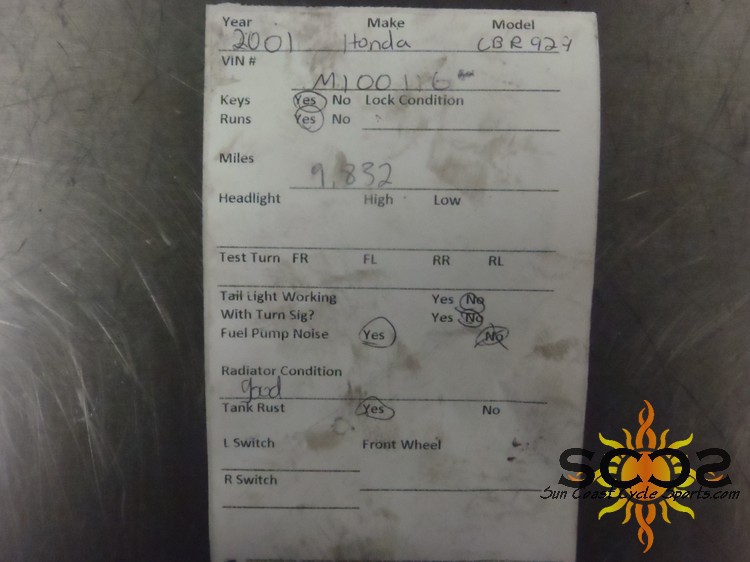 Year Make Model
2001 Honda CBR929
VIN #
M100116
Keys Yes No Lock Condition
Runs Yes No
Miles
9,832
Headlight High Low
Test Turn FR FL RR RL
Tail Light Working Yes No
With Turn Sig? Yes No
Fuel Pump Noise Yes No
Radiator Condition
good
Tank Rust Yes No
L Switch Front Wheel
R Switch
SCCS
Sun Coast Cycle Sports.com